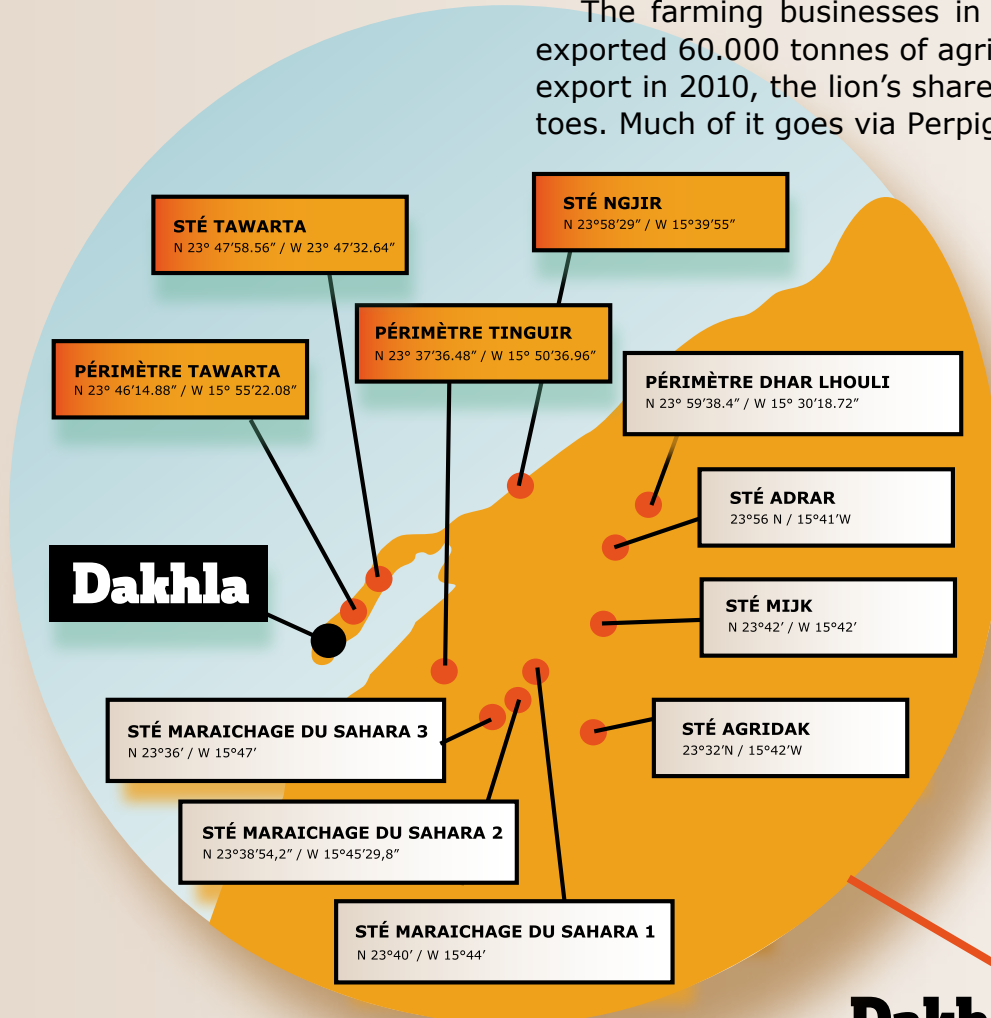 The farming businesses in
exported 60.000 tonnes of agri
export in 2010, the lion’s share
toes. Much of it goes via Perpig
STÉ NGJIR
N 23°58’29” / W 15°39’55”
STÉ TAWARTA
N 23° 47’58.56” / W 23° 47’32.64”
PÉRIMÈTRE TINGUIR
N 23° 37’36.48” / W 15° 50’36.96”
PÉRIMÈTRE TAWARTA
N 23° 46’14.88” / W 15° 55’22.08”
PÉRIMÈTRE DHAR LHOULI
N 23° 59’38.4” / W 15° 30’18.72”
STÉ ADRAR
23°56 N / 15°41’W
Dakhla
STÉ MIJK
N 23°42’ / W 15°42’
STÉ MARAICHAGE DU SAHARA 3
N 23°36’ / W 15°47’
STÉ AGRIDAK
23°32’N / 15°42’W
STÉ MARAICHAGE DU SAHARA 2
N 23°38’54,2” / W 15°45’29,8”
STÉ MARAICHAGE DU SAHARA 1
N 23°40’ / W 15°44’